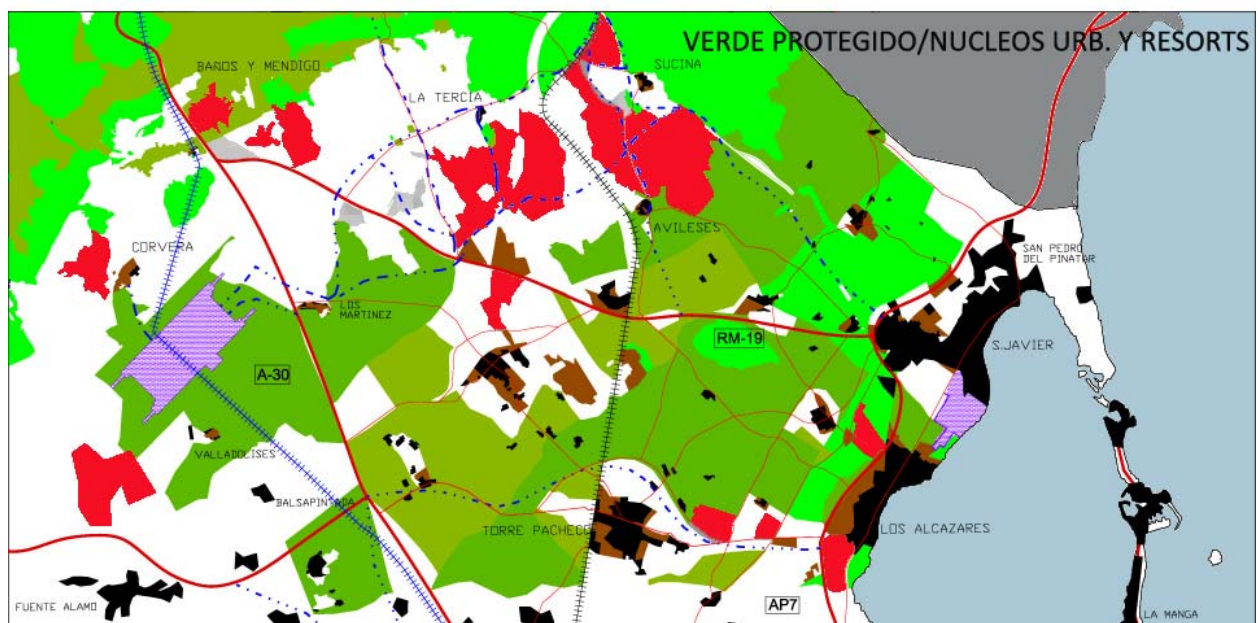 VERDE PROTEGIDO/NUCLEOS URB. Y RESORTS
SUCINA
BAÑOS Y MENDIGO
LA TERCIA
AVILESES
CORVERA
SAN PEDRO
DEL PINATAR
LOS
MARTINEZ
RM-19
S.JAVIER
A-30
VALLADOLISES
BALSAPINTADA
TORRE PACHECO
LOS ALCAZARES
FUENTE ALAMO
AP7
LA MANGA